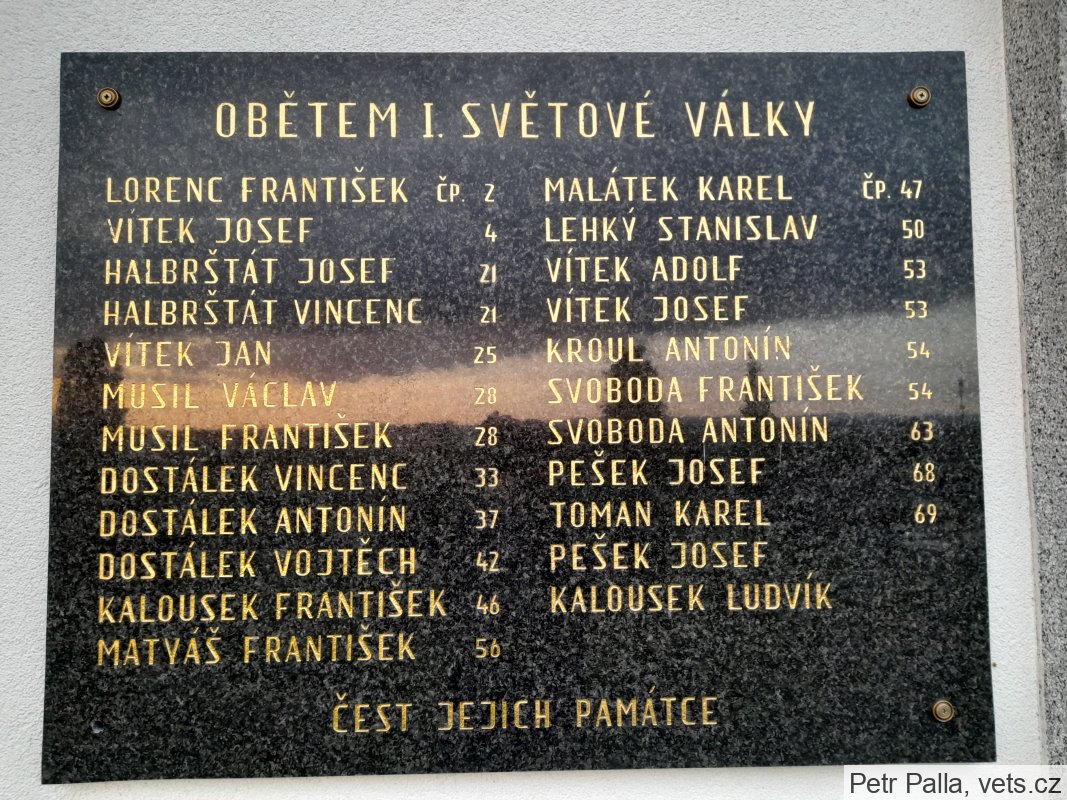 OBĚTEM I. SVĚTOVÉ VÁLKY
LORENC FRANTIŠEK ČP. 2
VÍTEK JOSEF 4
HALBRŠTÁT JOSEF 21
HALBRŠTÁT VINCENC 21
VÍTEK JAN 25
MUSIL VÁCLAV 28
MUSIL FRANTIŠEK 28
DOSTÁLEK VINCENC 33
DOSTÁLEK ANTONÍN 37
DOSTÁLEK VOJTĚCH 42
KALOUSEK FRANTIŠEK 46
MATYÁŠ FRANTIŠEK 56
MALÁTEK KAREL ČP. 47
LEHKÝ STANISLAV 50
VÍTEK ADOLF 53
VÍTEK JOSEF 53
KROUL ANTONÍN 54
SVOBODA FRANTIŠEK 54
SVOBODA ANTONÍN 63
PEŠEK JOSEF 68
TOMAN KAREL 69
PEŠEK JOSEF
KALOUSEK LUDVÍK
ČEST JEJICH PAMÁTCE
Petr Palla, vets.cz